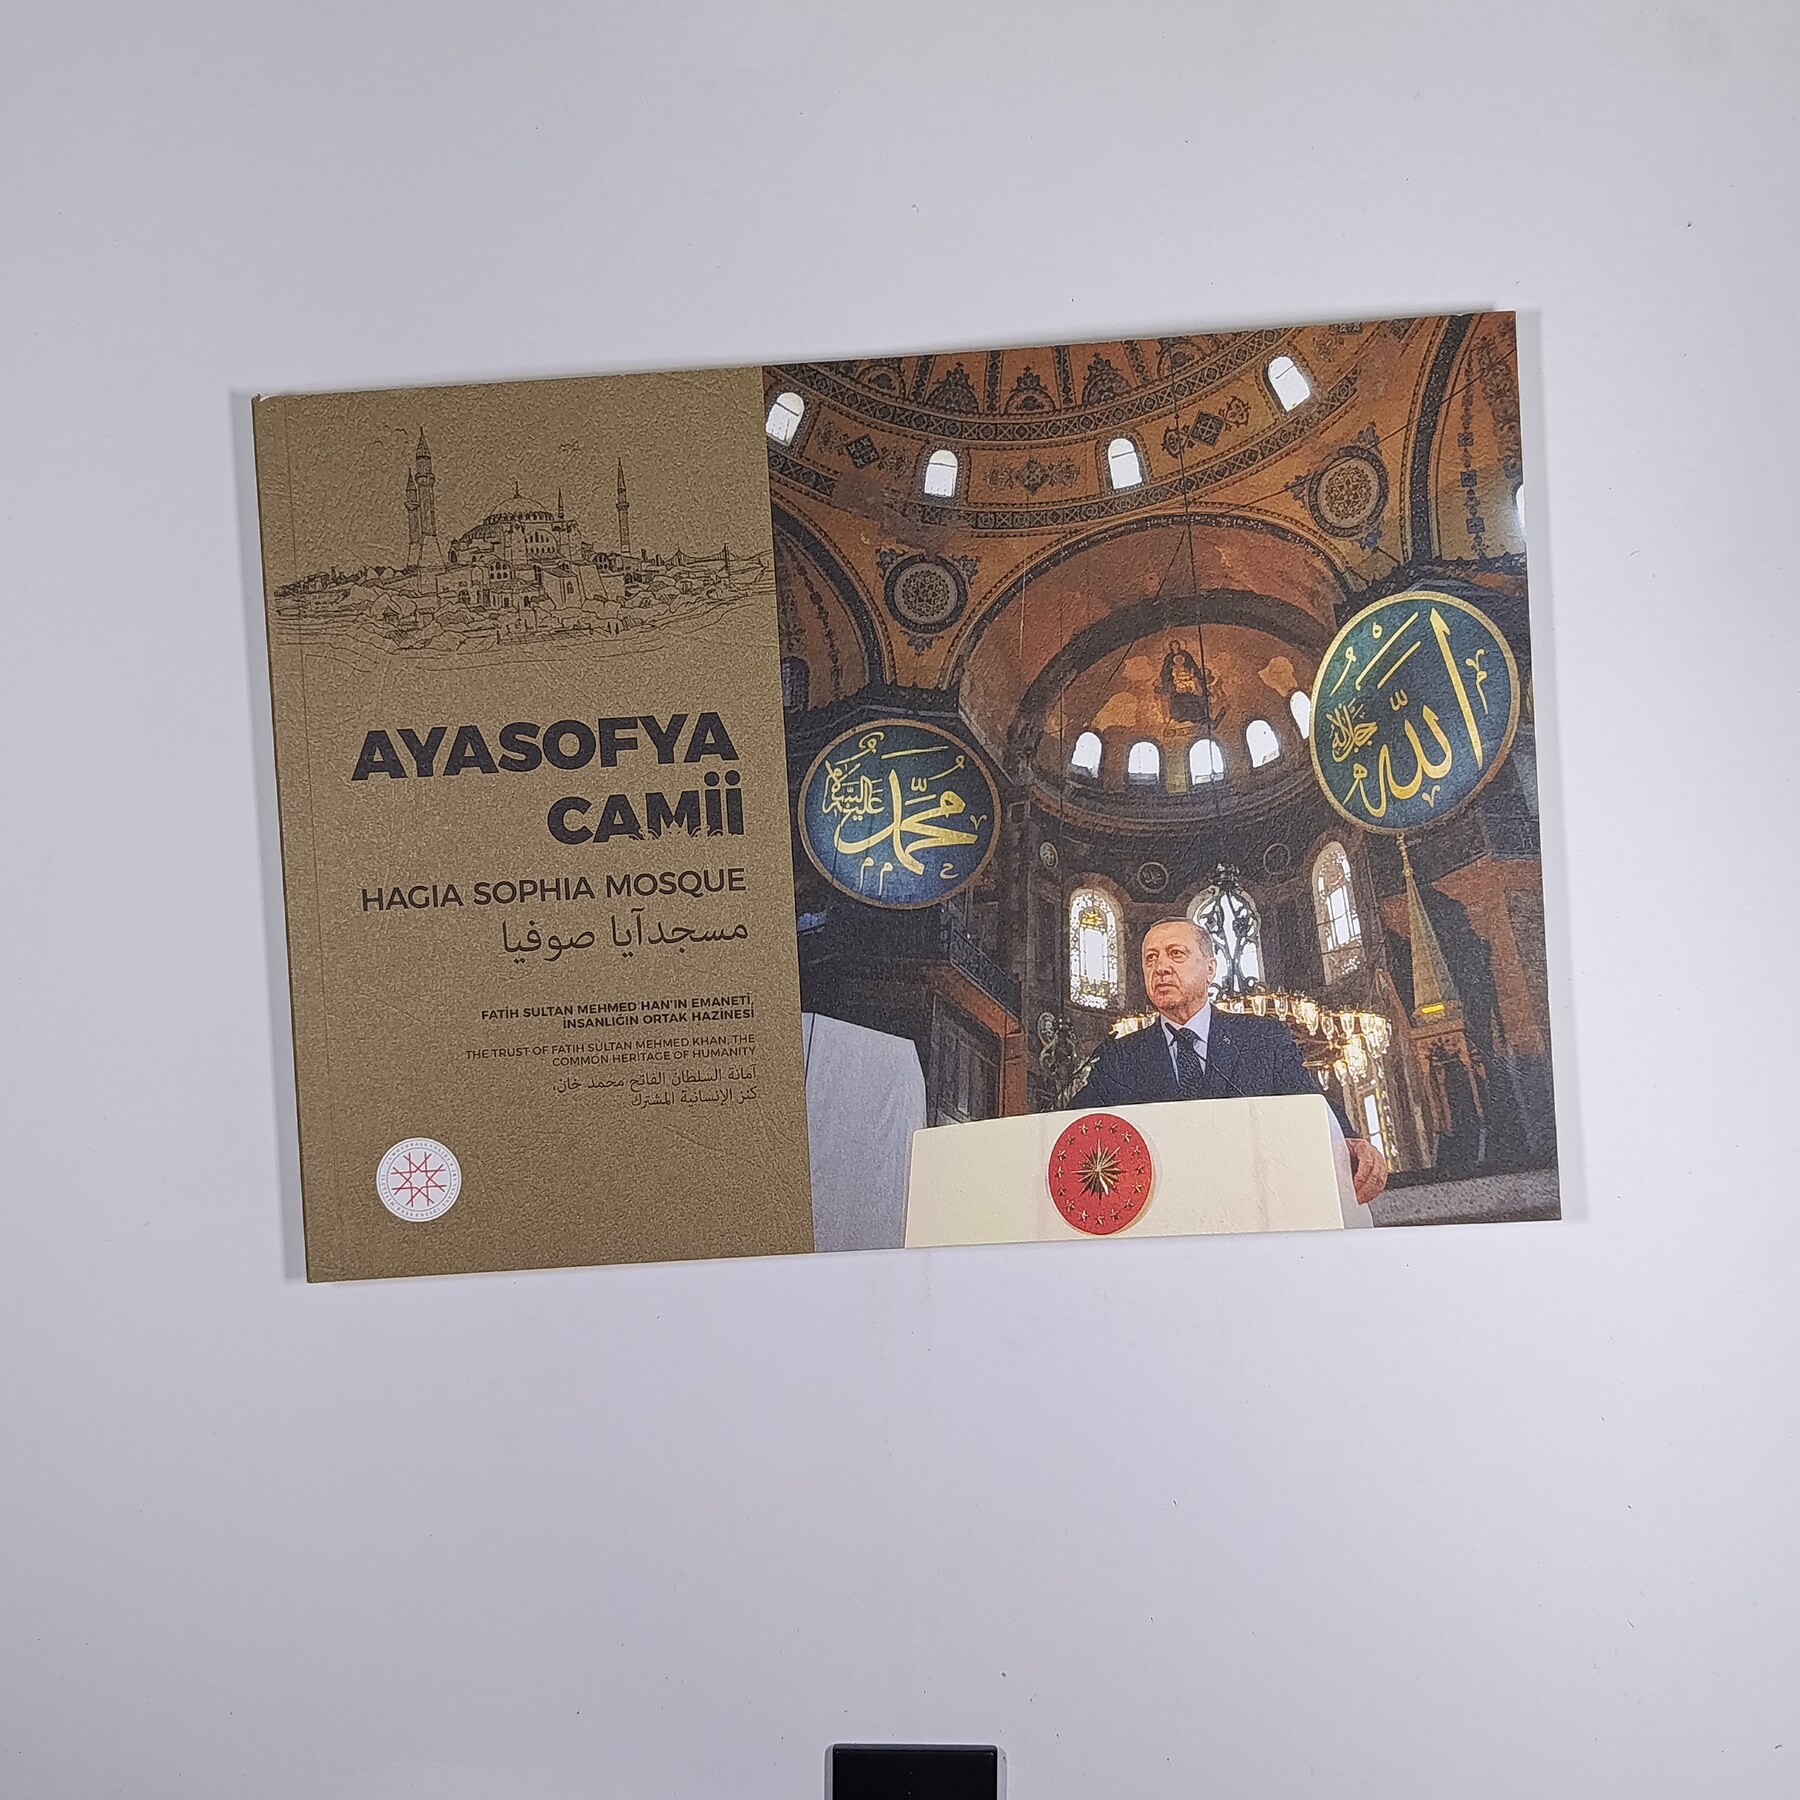 AYASOFYA
CAMİİ
HAGIA SOPHIA MOSQUE
مسجد آيا صوفيا
FATİH SULTAN MEHMED HAN'IN EMANETİ,
İNSANLIĞIN ORTAK HAZİNESİ
THE TRUST OF FATIH SULTAN MEHMED KHAN, THE
COMMON HERITAGE OF HUMANITY
أمانة السلطان الفاتح محمد خان،
كنز الإنسانية المشترك
محمد
عليه السلام
الله
جل جلاله